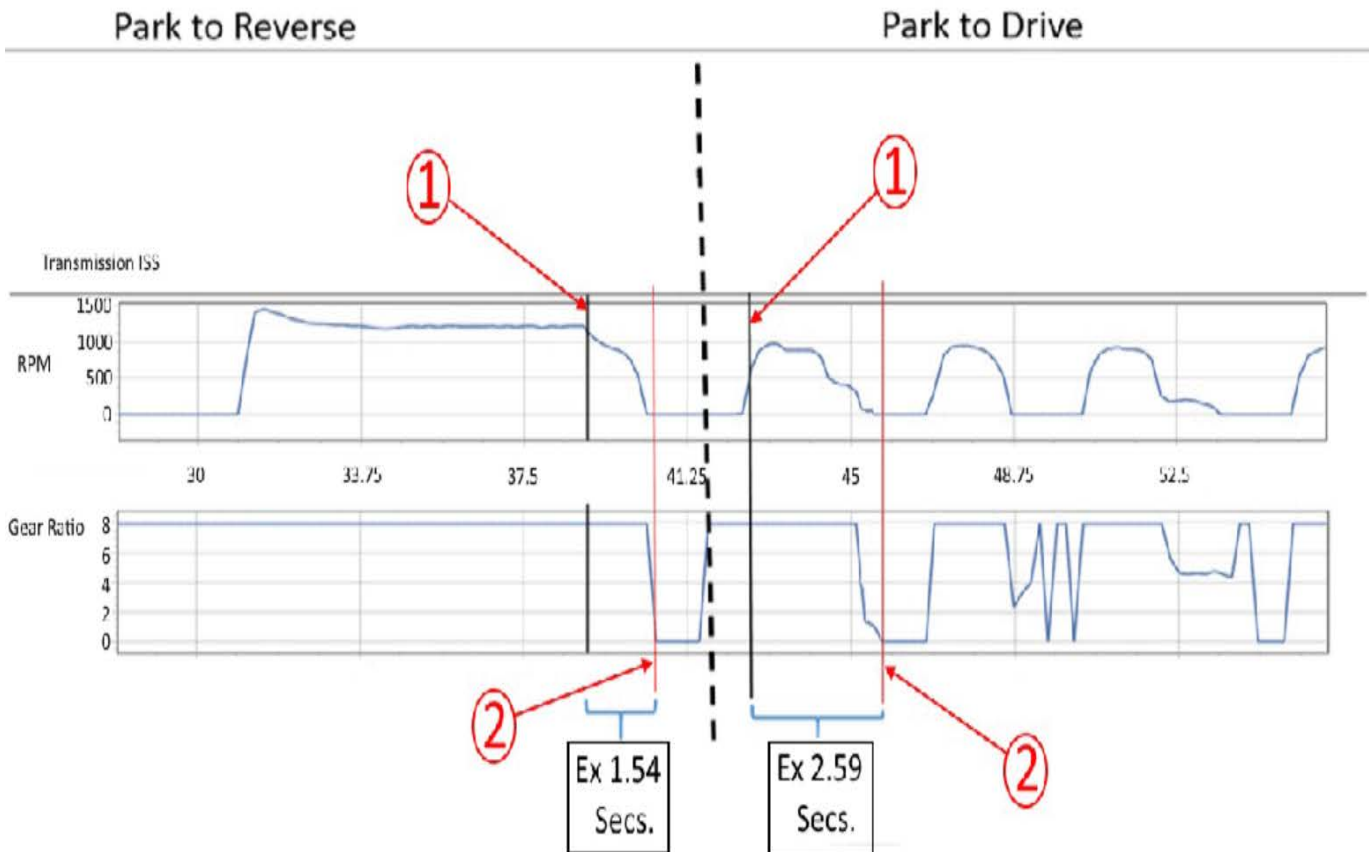 Park to Reverse
Park to Drive
1
1
Transmission ISS
1500
1000
RPM
500
0
30
33.75
37.5
41.25
45
48.75
52.5
Gear Ratio
8
6
4
2
0
2
2
Ex 1.54
Secs.
Ex 2.59
Secs.